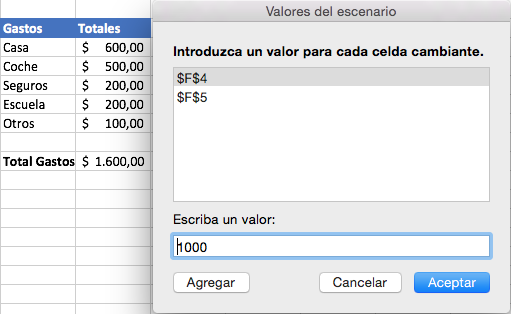 Gastos Totales
Casa $ 600,00
Coche $ 500,00
Seguros $ 200,00
Escuela $ 200,00
Otros $ 100,00
Total Gastos $ 1.600,00
Valores del escenario
Introduzca un valor para cada celda cambiante.
$F$4
$F$5
Escriba un valor:
1000
Agregar Cancelar Aceptar